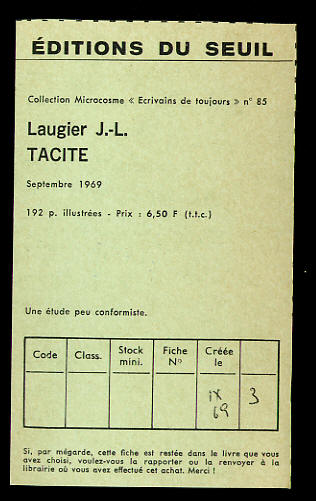 ÉDITIONS DU SEUIL
Collection Microcosme « Ecrivains de toujours » n° 85
Laugier J.-L.
TACITE
Septembre 1969
192 p. illustrées - Prix : 6,50 F (t.t.c.)
Une étude peu conformiste.
Code Class. Stock mini. Fiche N° Créée le
IX 69 3
Si, par mégarde, cette fiche est restée dans le livre que vous
avez choisi, voulez-vous la rapporter ou la renvoyer à la
librairie où vous avez effectué cet achat. Merci !